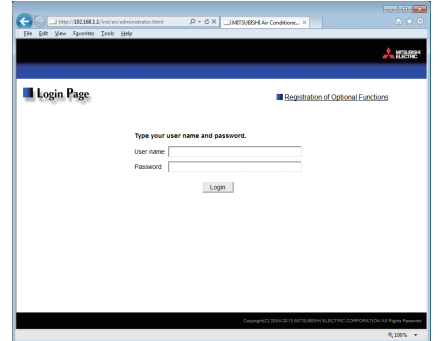 http://192.168.1.1/init/en/administrator.html
MITSUBISHI Air Conditione...
File Edit View Favorites Tools Help
MITSUBISHI
ELECTRIC
Login Page
Registration of Optional Functions
Type your user name and password.
User name
Password
Login
Copyright(C) 2004-2013 MITSUBISHI ELECTRIC CORPORATION All Rights Reserved
100%